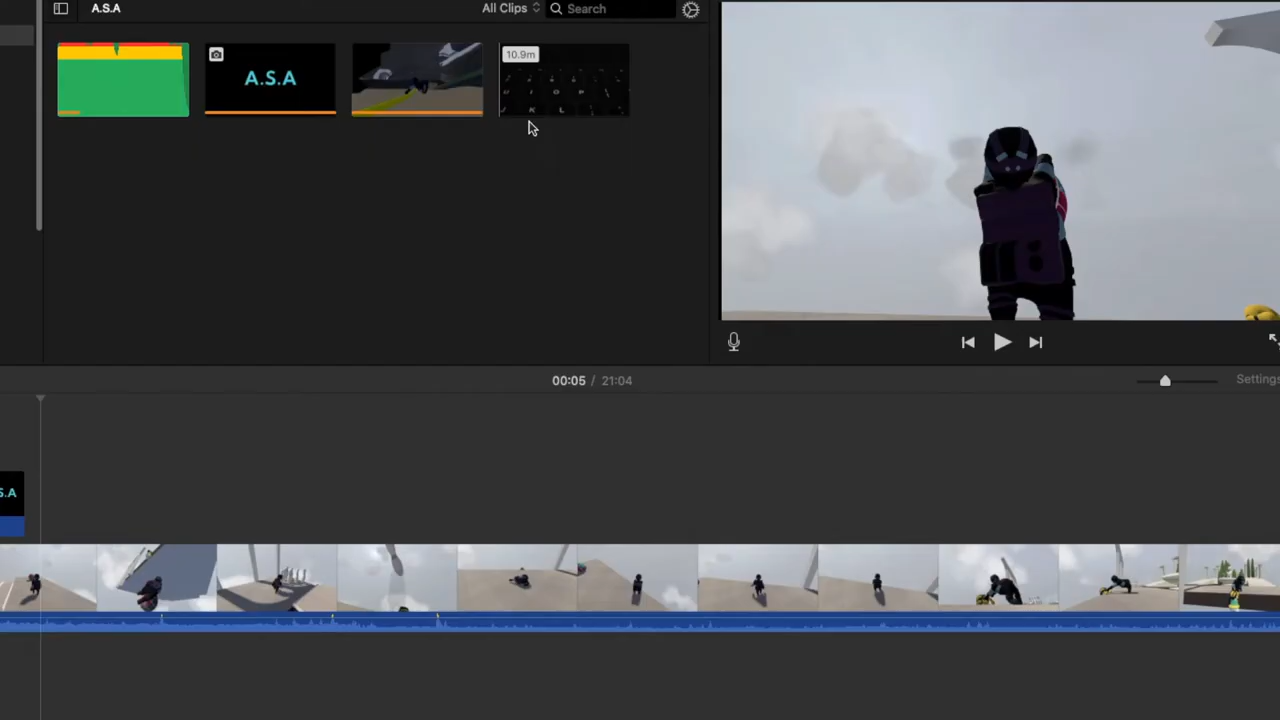 A.S.A
All Clips
Search
A.S.A
10.9m
U I O P
K L
00:05 / 21:04
Settings
S.A